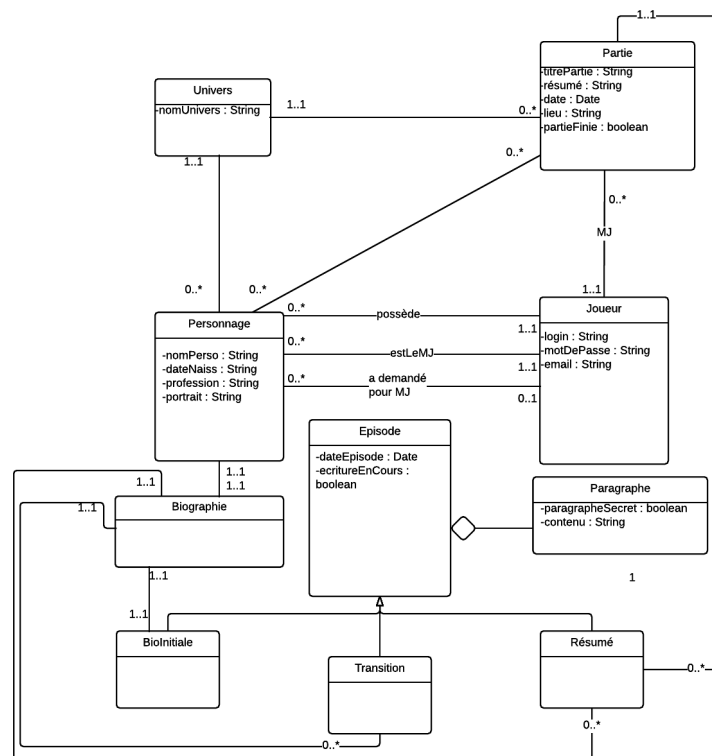 1..1
Partie
-titrePartie : String
-résumé : String
-date : Date
-lieu : String
-partieFinie : boolean
Univers
-nomUnivers : String
1..1
0..*
1..1
0..*
0..*
MJ
0..*
0..*
1..1
Personnage
-nomPerso : String
-dateNaiss : String
-profession : String
-portrait : String
0..*
possède
1..1
0..*
estLeMJ
1..1
0..*
a demandé
pour MJ
0..1
Joueur
-login : String
-motDePasse : String
-email : String
Episode
-dateEpisode : Date
-ecritureEnCours :
boolean
1..1
1..1
1..1
1..1
Biographie
Paragraphe
-paragrapheSecret : boolean
-contenu : String
1..1
1
1..1
BioInitiale
Transition
Résumé
0..*
0..*
0..*